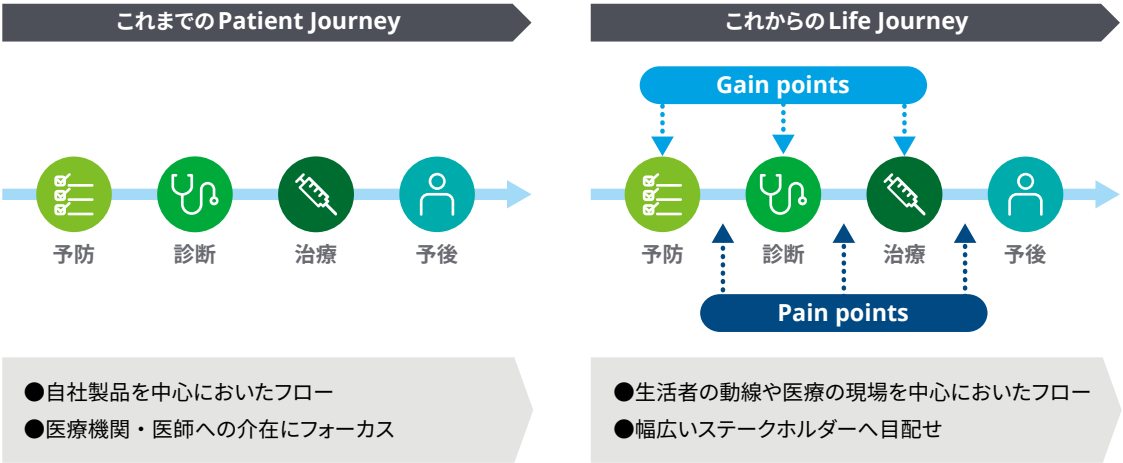 これまでのPatient Journey
予防
診断
治療
予後
●自社製品を中心においたフロー
●医療機関・医師への介在にフォーカス
これからのLife Journey
Gain points
予防
診断
治療
予後
Pain points
●生活者の動線や医療の現場を中心においたフロー
●幅広いステークホルダーへ目配せ